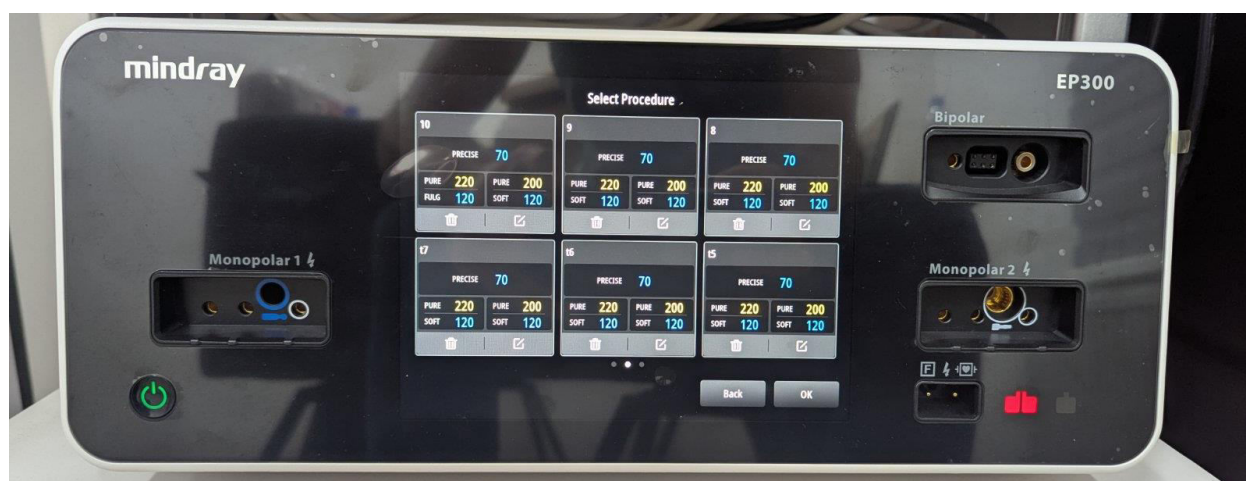 mindray
EP300
Select Procedure
10
PRECISE 70
PURE 220 PURE 200
FULG 120 SOFT 120
9
PRECISE 70
PURE 220 PURE 200
SOFT 120 SOFT 120
8
PRECISE 70
PURE 220 PURE 200
SOFT 120 SOFT 120
t7
PRECISE 70
PURE 220 PURE 200
SOFT 120 SOFT 120
t6
PRECISE 70
PURE 220 PURE 200
SOFT 120 SOFT 120
t5
PRECISE 70
PURE 220 PURE 200
SOFT 120 SOFT 120
Back OK
Monopolar 1
Bipolar
Monopolar 2
F